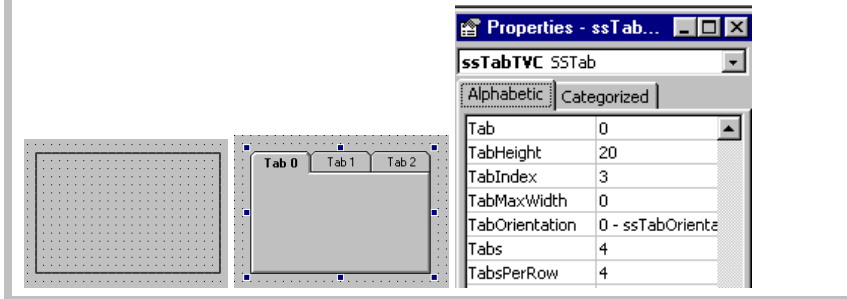 Properties - ssTab...
ssTabTVC SSTab
Alphabetic Categorized
Tab 0
TabHeight 20
TabIndex 3
TabMaxWidth 0
TabOrientation 0 - ssTabOrienta
Tabs 4
TabsPerRow 4
Tab 0 Tab 1 Tab 2